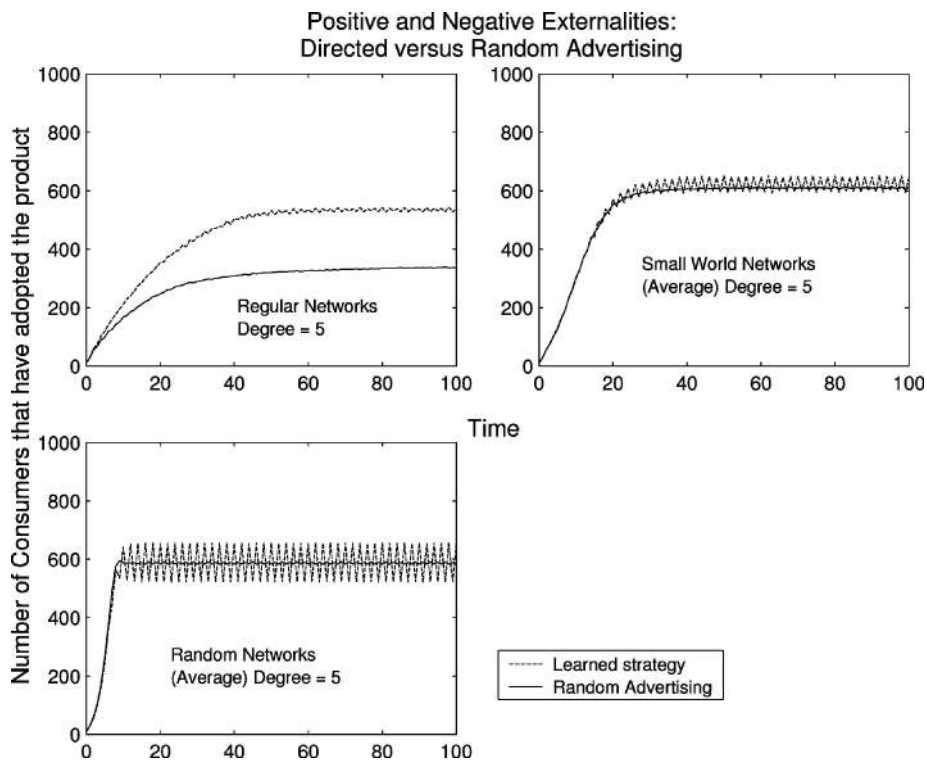 Positive and Negative Externalities:
Directed versus Random Advertising
Number of Consumers that have adopted the product
1000
800
600
400
200
0
0 20 40 60 80 100
Regular Networks
Degree = 5
1000
800
600
400
200
0
0 20 40 60 80 100
Small World Networks
(Average) Degree = 5
Time
1000
800
600
400
200
0
0 20 40 60 80 100
Random Networks
(Average) Degree = 5
Learned strategy
Random Advertising